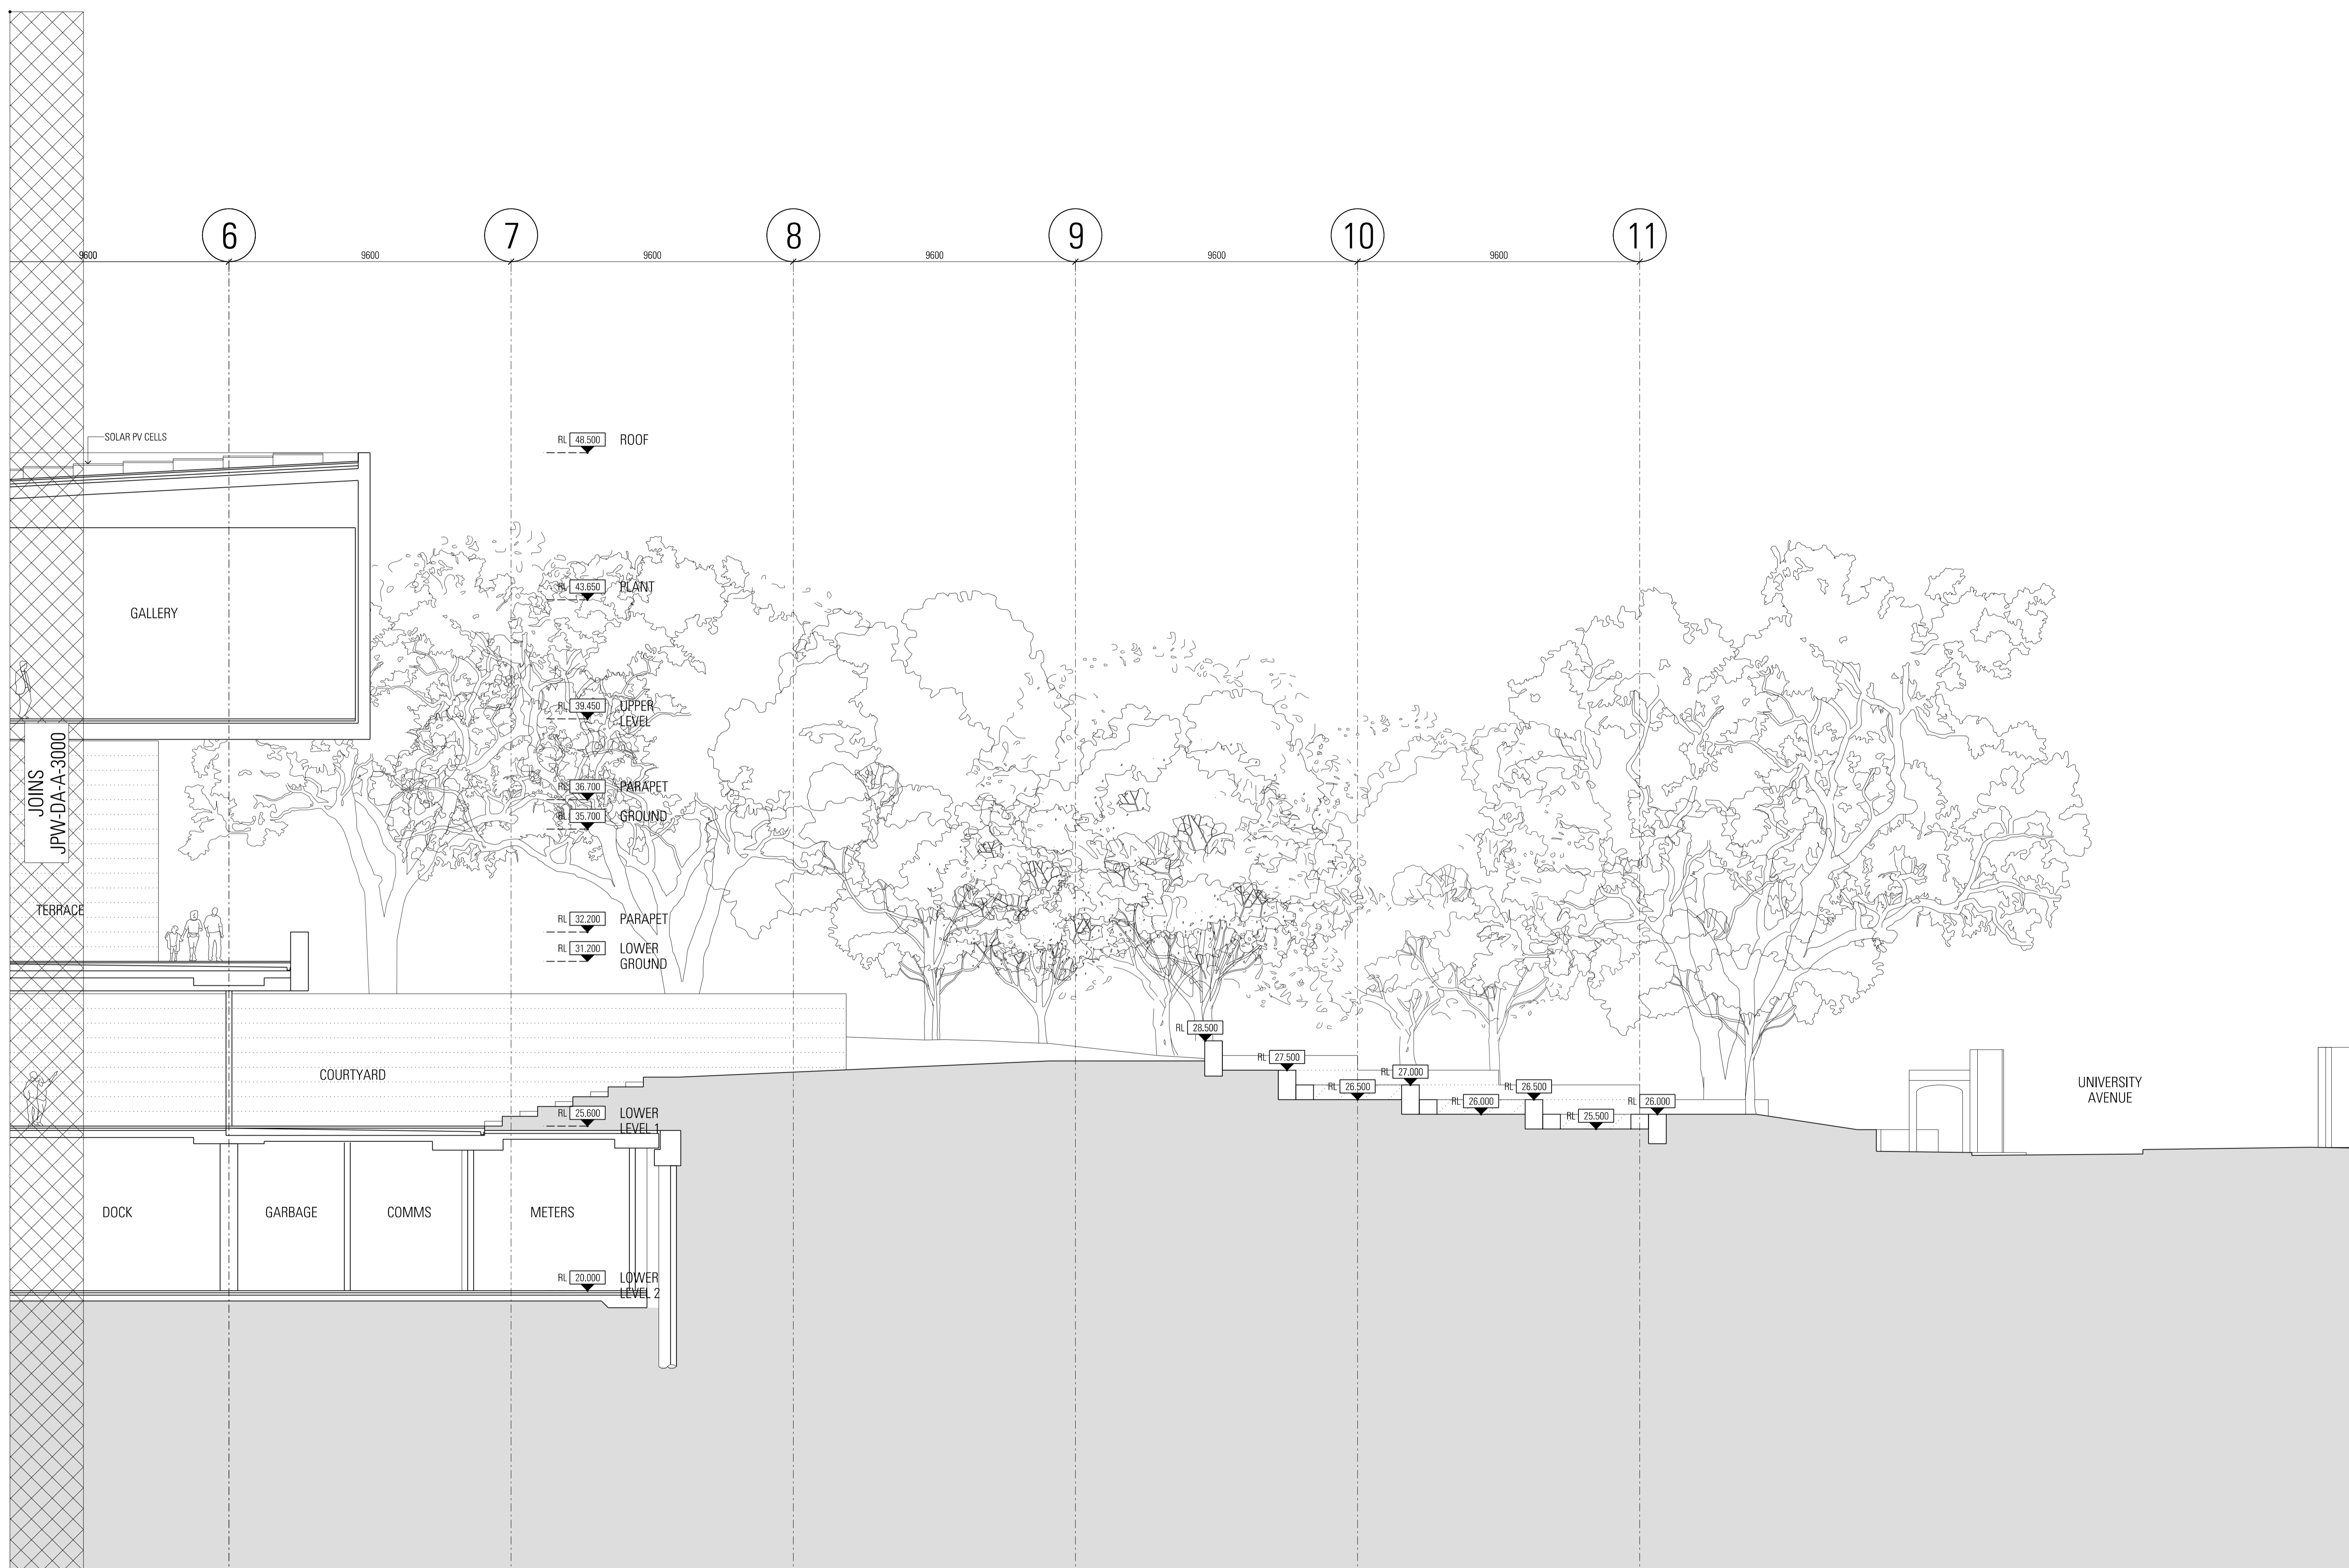 6
7
8
9
10
11
9600
9600
9600
9600
9600
9600
SOLAR PV CELLS
RL 48.500 ROOF
RL 43.650 PLANT
GALLERY
RL 39.450 UPPER
LEVEL
JOINS
JPW-DA-A-3000
RL 36.700 PARAPET
RL 35.700 GROUND
TERRACE
RL 32.200 PARAPET
RL 31.200 LOWER
GROUND
RL 28.500
RL 27.500
RL 27.000
RL 26.500
RL 26.500
RL 26.000
RL 26.000
RL 25.500
COURTYARD
UNIVERSITY
AVENUE
RL 25.600 LOWER
LEVEL 1
DOCK
GARBAGE
COMMS
METERS
RL 20.000 LOWER
LEVEL 2